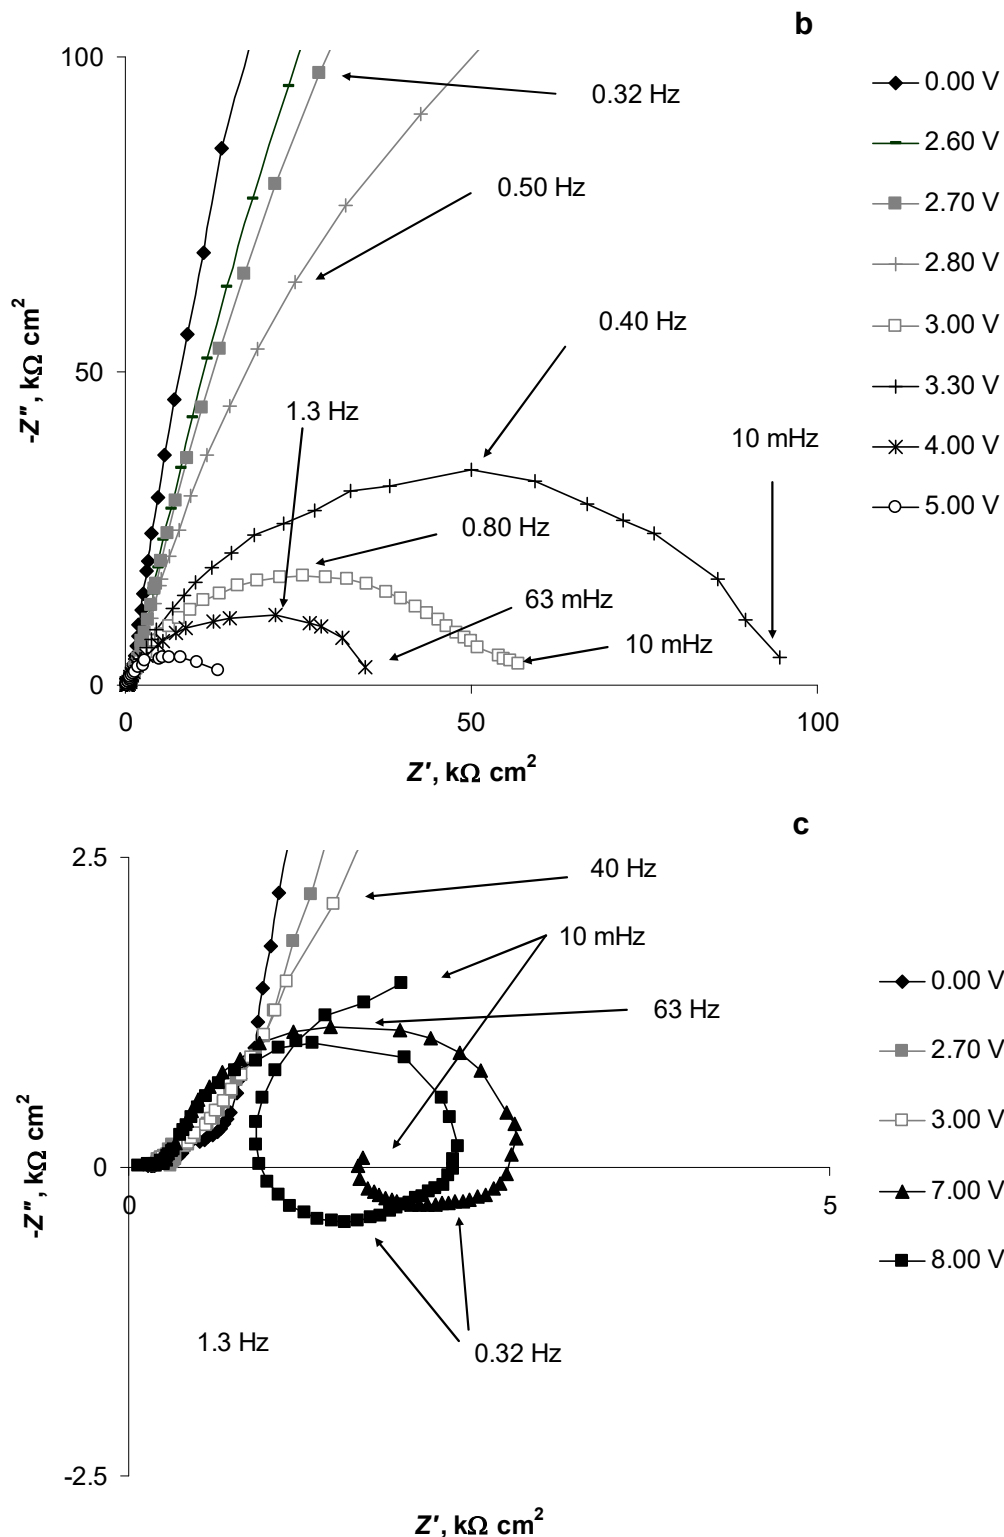 b
100
0.00 V
0.32 Hz
2.60 V
0.50 Hz
2.70 V
2.80 V
0.40 Hz
3.00 V
-Z", kΩ cm²
50
3.30 V
1.3 Hz
10 mHz
4.00 V
0.80 Hz
5.00 V
63 mHz
10 mHz
0
0
50
100
Z', kΩ cm²
c
2.5
40 Hz
10 mHz
0.00 V
63 Hz
2.70 V
3.00 V
-Z", kΩ cm²
0
0
5
7.00 V
8.00 V
1.3 Hz
0.32 Hz
-2.5
Z', kΩ cm²